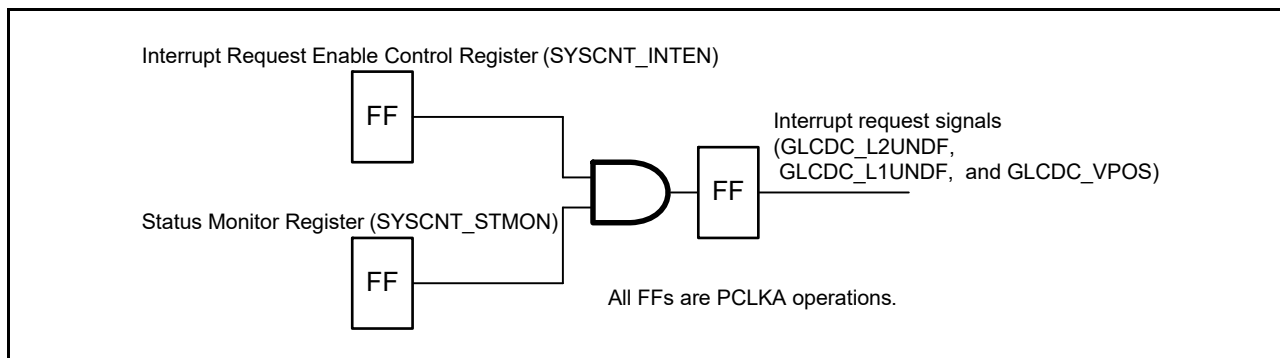 Interrupt Request Enable Control Register (SYSCNT_INTEN)
FF
Interrupt request signals
(GLCDC_L2UNDF,
GLCDC_L1UNDF, and GLCDC_VPOS)
FF
Status Monitor Register (SYSCNT_STMON)
FF
All FFs are PCLKA operations.